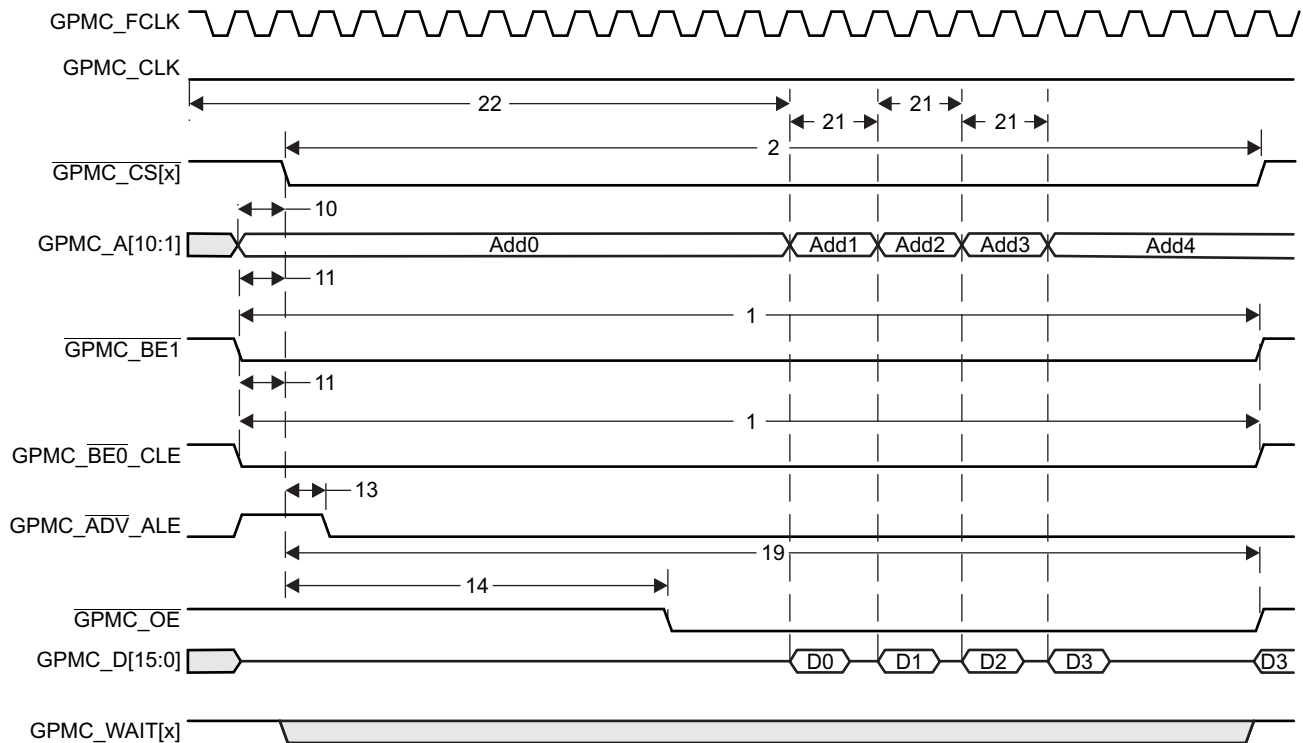 GPMC_FCLK
GPMC_CLK
22
21
21
21
2
GPMC_CS[x]
10
GPMC_A[10:1]
Add0
Add1
Add2
Add3
Add4
11
1
GPMC_BE1
11
1
GPMC_BE0_CLE
13
GPMC_ADV_ALE
19
14
GPMC_OE
GPMC_D[15:0]
D0
D1
D2
D3
D3
GPMC_WAIT[x]